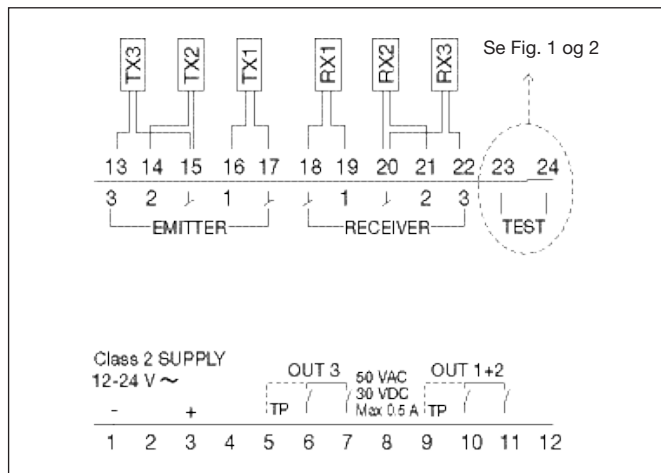 TX3 TX2 TX1 RX1 RX2 RX3
Se Fig. 1 og 2
13 14 15 16 17 18 19 20 21 22 23 24
3 2 1 1 2 3
EMITTER RECEIVER TEST
Class 2 SUPPLY
12-24 V ~
- +
OUT 3
TP
50 VAC
30 VDC
Max 0.5 A
OUT 1+2
TP
1 2 3 4 5 6 7 8 9 10 11 12